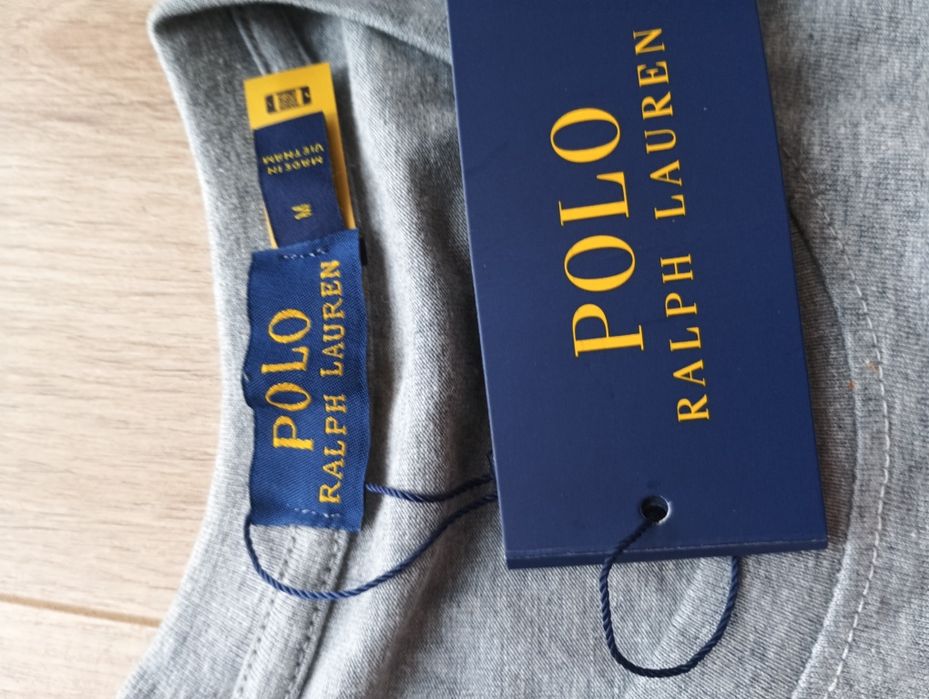 MADE IN
VIETNAM
M
POLO
RALPH LAUREN
POLO
RALPH LAUREN